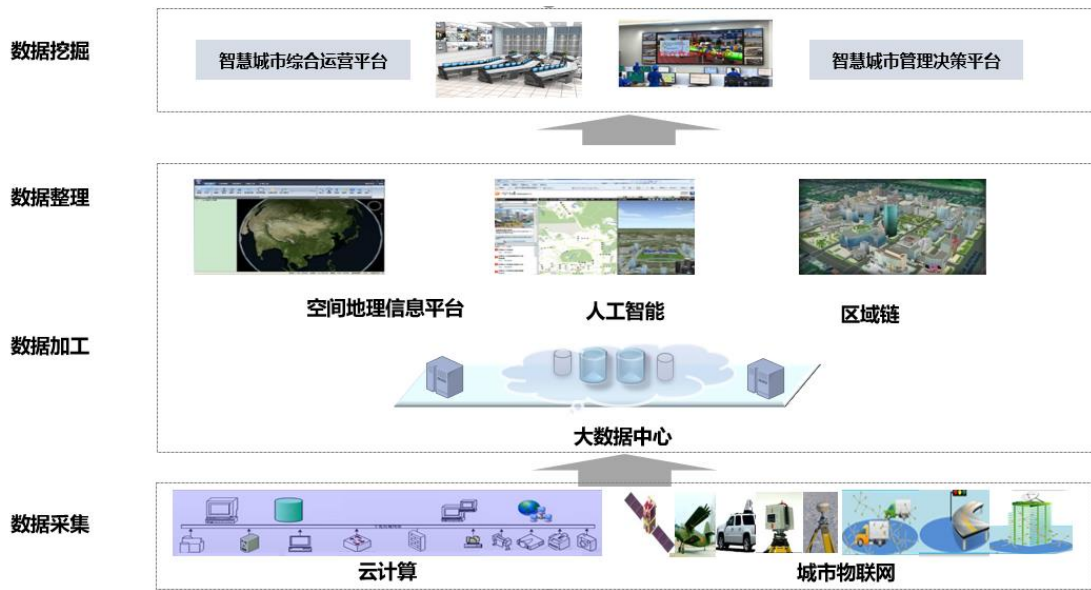 数据挖掘
智慧城市综合运营平台
智慧城市管理决策平台
数据整理
空间地理信息平台
人工智能
区域链
数据加工
大数据中心
数据采集
云计算
城市物联网